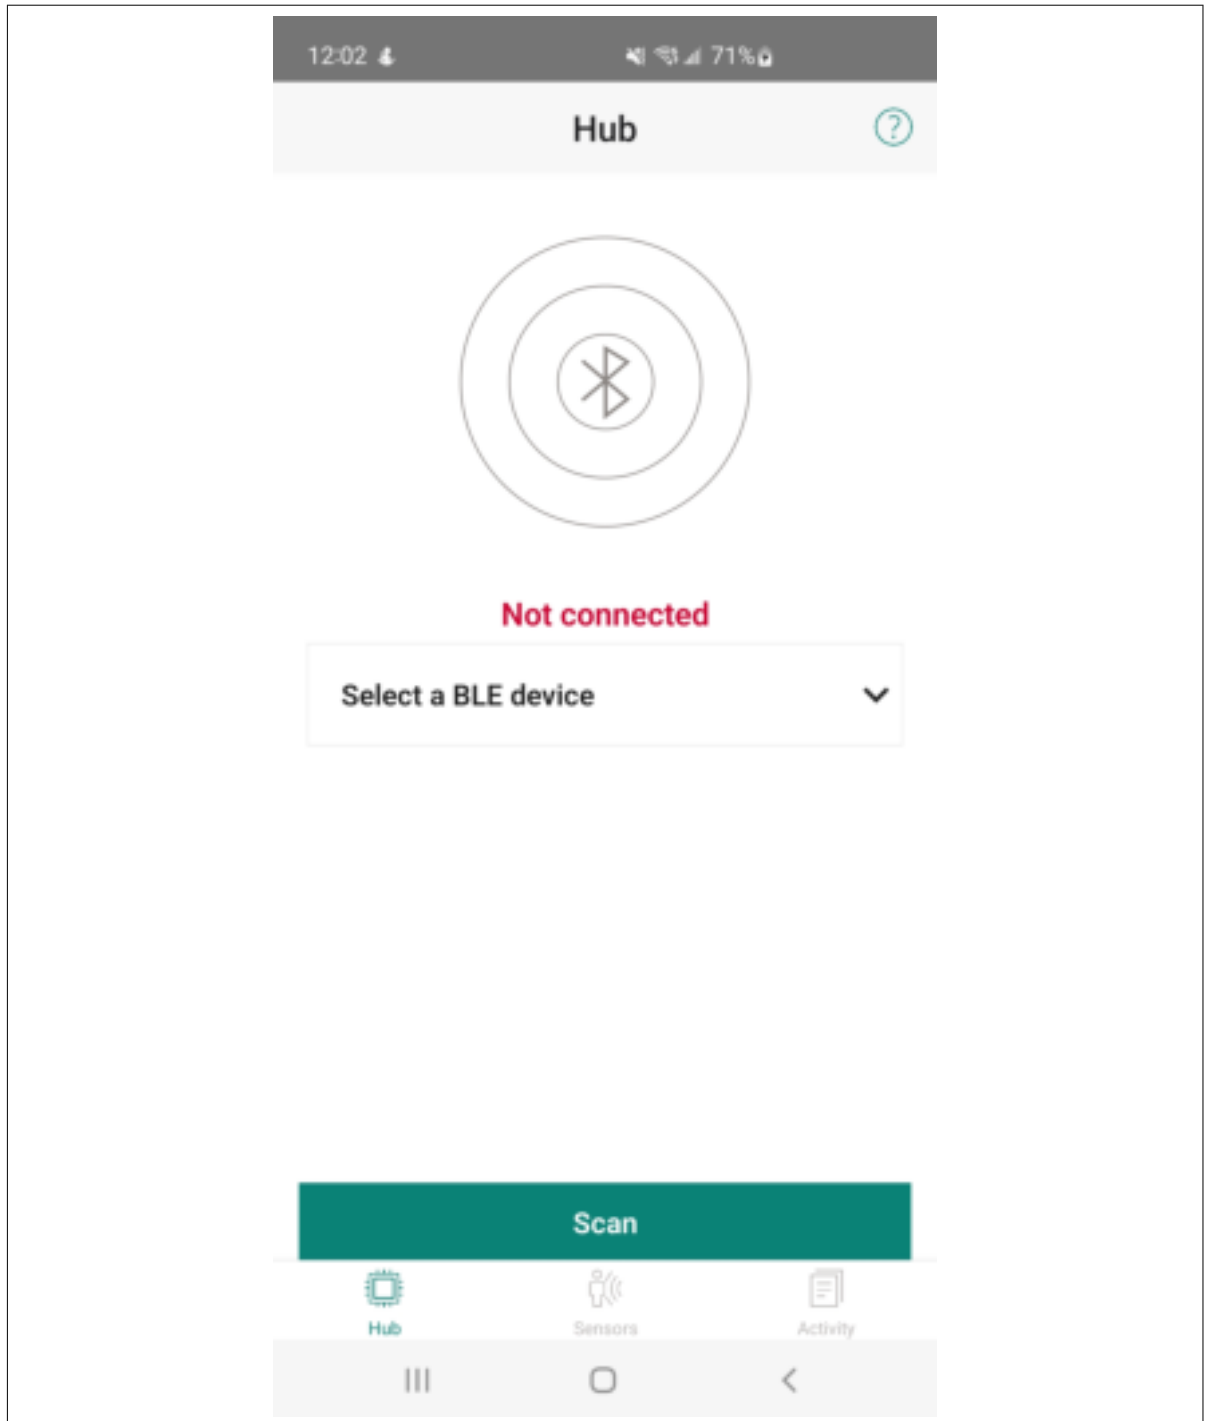 12:02 71%
Hub
?
Not connected
Select a BLE device
Scan
Hub Sensors Activity